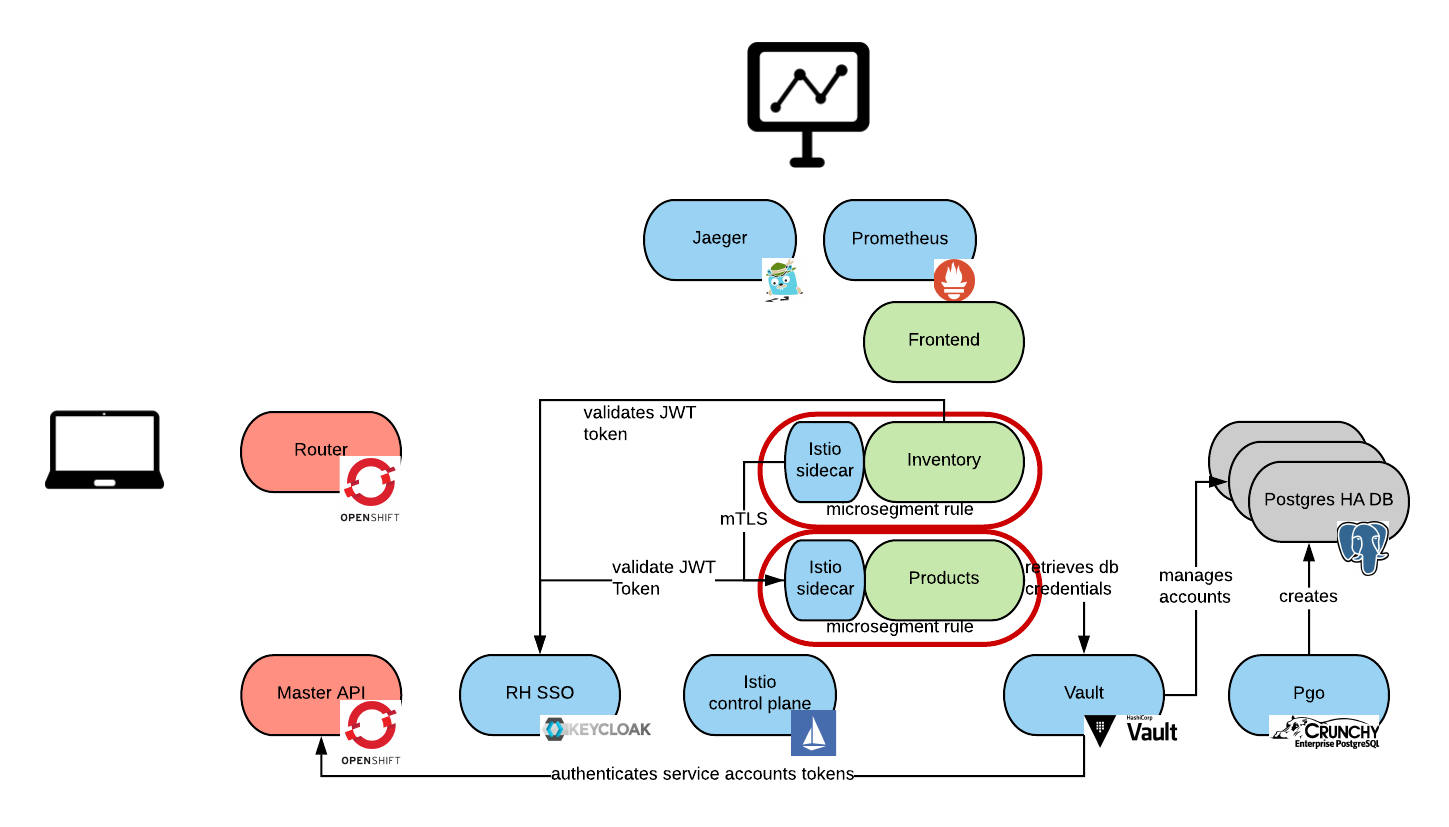 Jaeger
Prometheus
Frontend
validates JWT
token
Router
OPENSHIFT
Istio
sidecar
Inventory
microsegment rule
mTLS
Postgres HA DB
validate JWT
Token
Istio
sidecar
Products
microsegment rule
retrieves db
credentials
manages
accounts
creates
Master API
OPENSHIFT
RH SSO
KEYCLOAK
Istio
control plane
Vault
HashiCorp
Vault
Pgo
CRUNCHY
Enterprise PostgreSQL
authenticates service accounts tokens